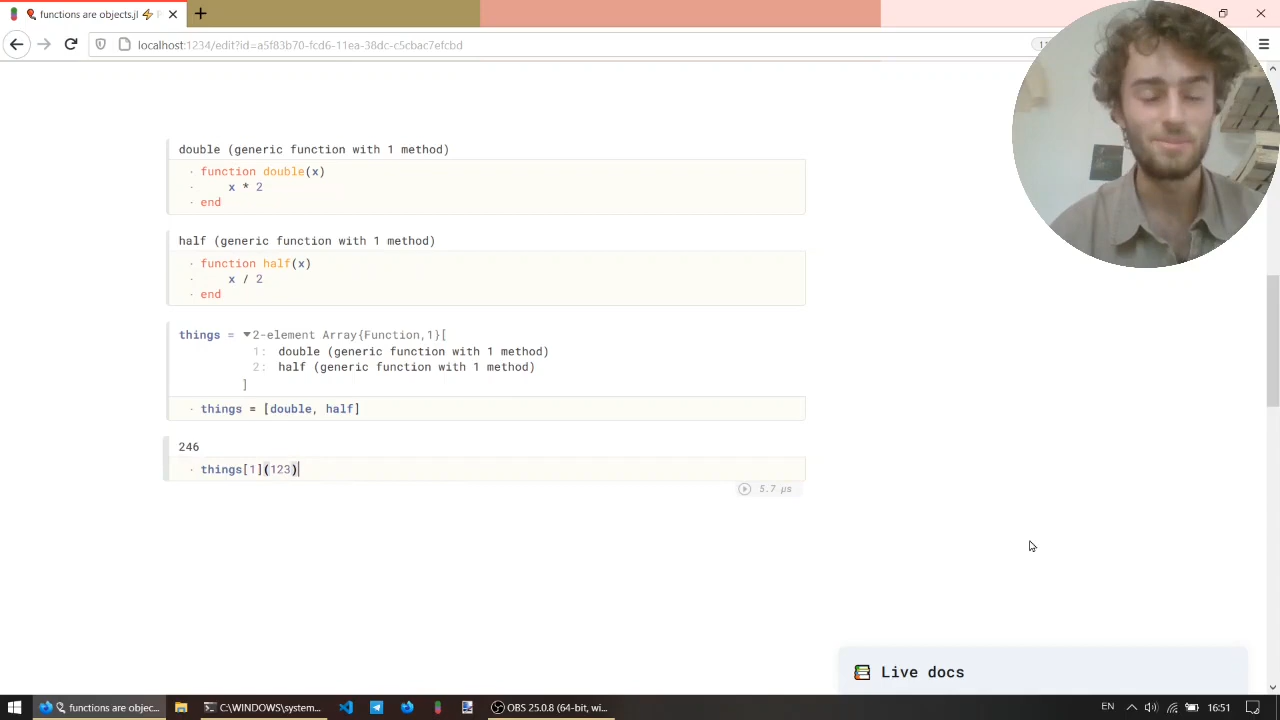 functions are objects.jl ⚡
localhost:1234/edit?id=a5f83b70-fcd6-11ea-38dc-c5cbac7efcbd
double (generic function with 1 method)
function double(x)
x * 2
end
half (generic function with 1 method)
function half(x)
x / 2
end
things = ▼2-element Array{Function,1}[
1: double (generic function with 1 method)
2: half (generic function with 1 method)
]
things = [double, half]
246
things[1](123)
5.7 μs
Live docs
functions are objec...
C:\WINDOWS\system...
OBS 25.0.8 (64-bit, wi...
EN
16:51